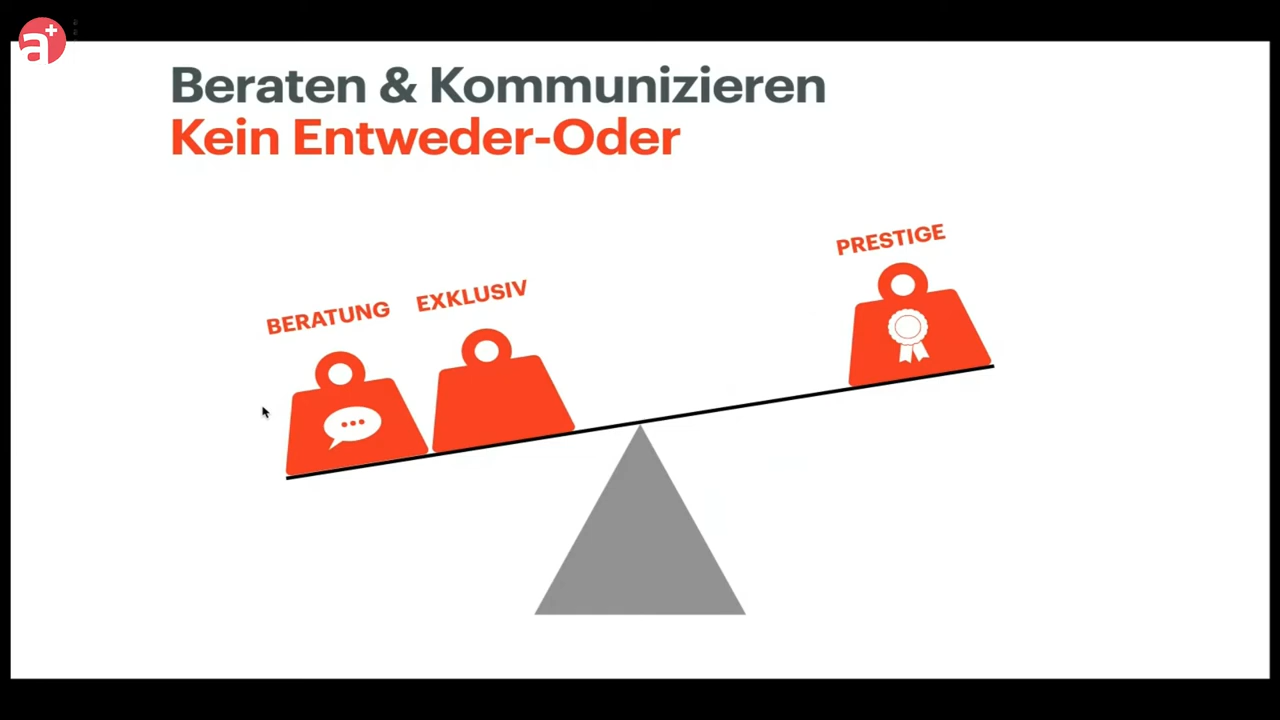 a+
Beraten & Kommunizieren
Kein Entweder-Oder
PRESTIGE
BERATUNG
EXKLUSIV